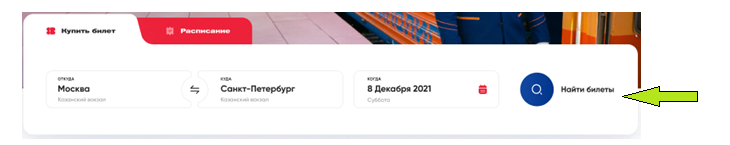 Купить билет
Расписание
ОТКУДА
Москва
Казанский вокзал
КУДА
Санкт-Петербург
Казанский вокзал
КОГДА
8 Декабря 2021
Суббота
Найти билеты